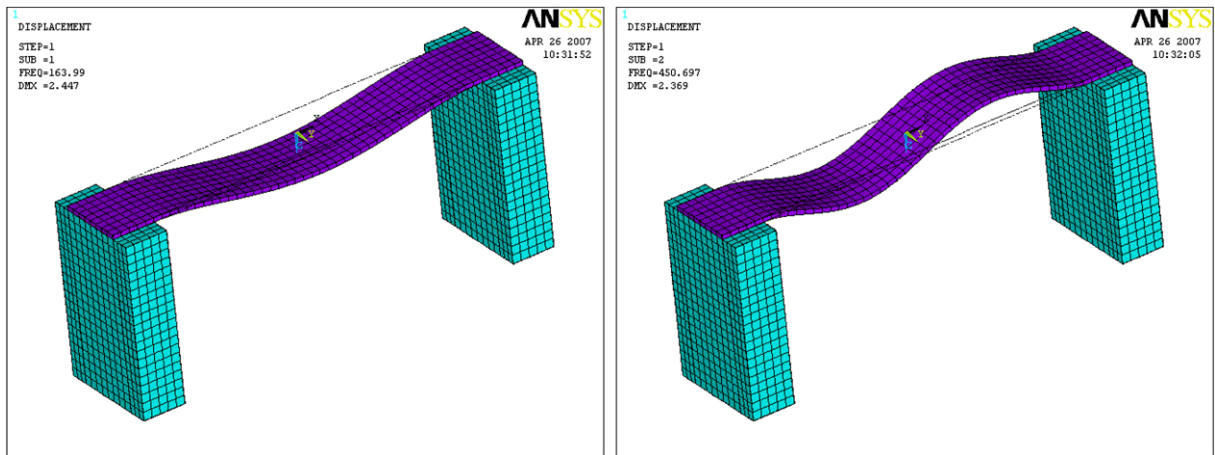 1
DISPLACEMENT
STEP=1
SUB =1
FREQ=163.99
DMX =2.447
ANSYS
APR 26 2007
10:31:52
Y
1
DISPLACEMENT
STEP=1
SUB =2
FREQ=450.697
DMX =2.369
ANSYS
APR 26 2007
10:32:05
Y